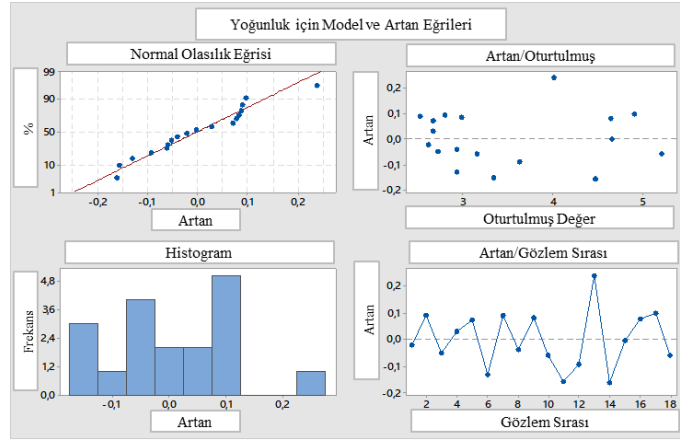 Yoğunluk için Model ve Artan Eğrileri
Normal Olasılık Eğrisi
%
99
90
50
10
1
-0,2 -0,1 0,0 0,1 0,2
Artan
Artan/Oturtulmuş
Artan
0,2
0,1
0,0
-0,1
-0,2
3 4 5
Oturtulmuş Değer
Histogram
Frekans
4,8
3,6
2,4
1,2
0,0
-0,1 0,0 0,1 0,2
Artan
Artan/Gözlem Sırası
Artan
0,2
0,1
0,0
-0,1
-0,2
2 4 6 8 10 12 14 16 18
Gözlem Sırası